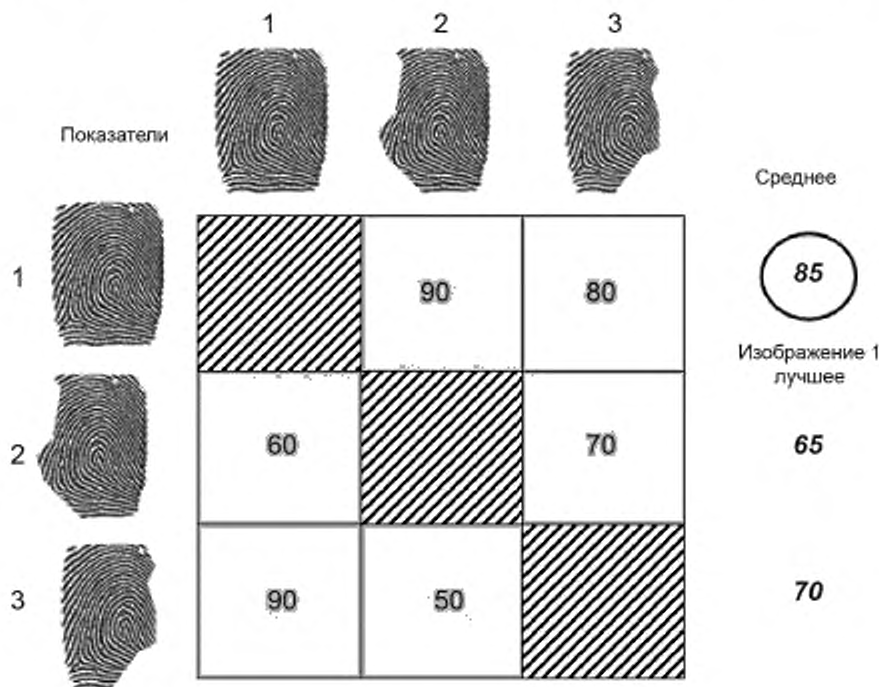 1 2 3
Показатели
Среднее
1 90 80 85
Изображение 1
лучшее
2 60 70 65
3 90 50 70